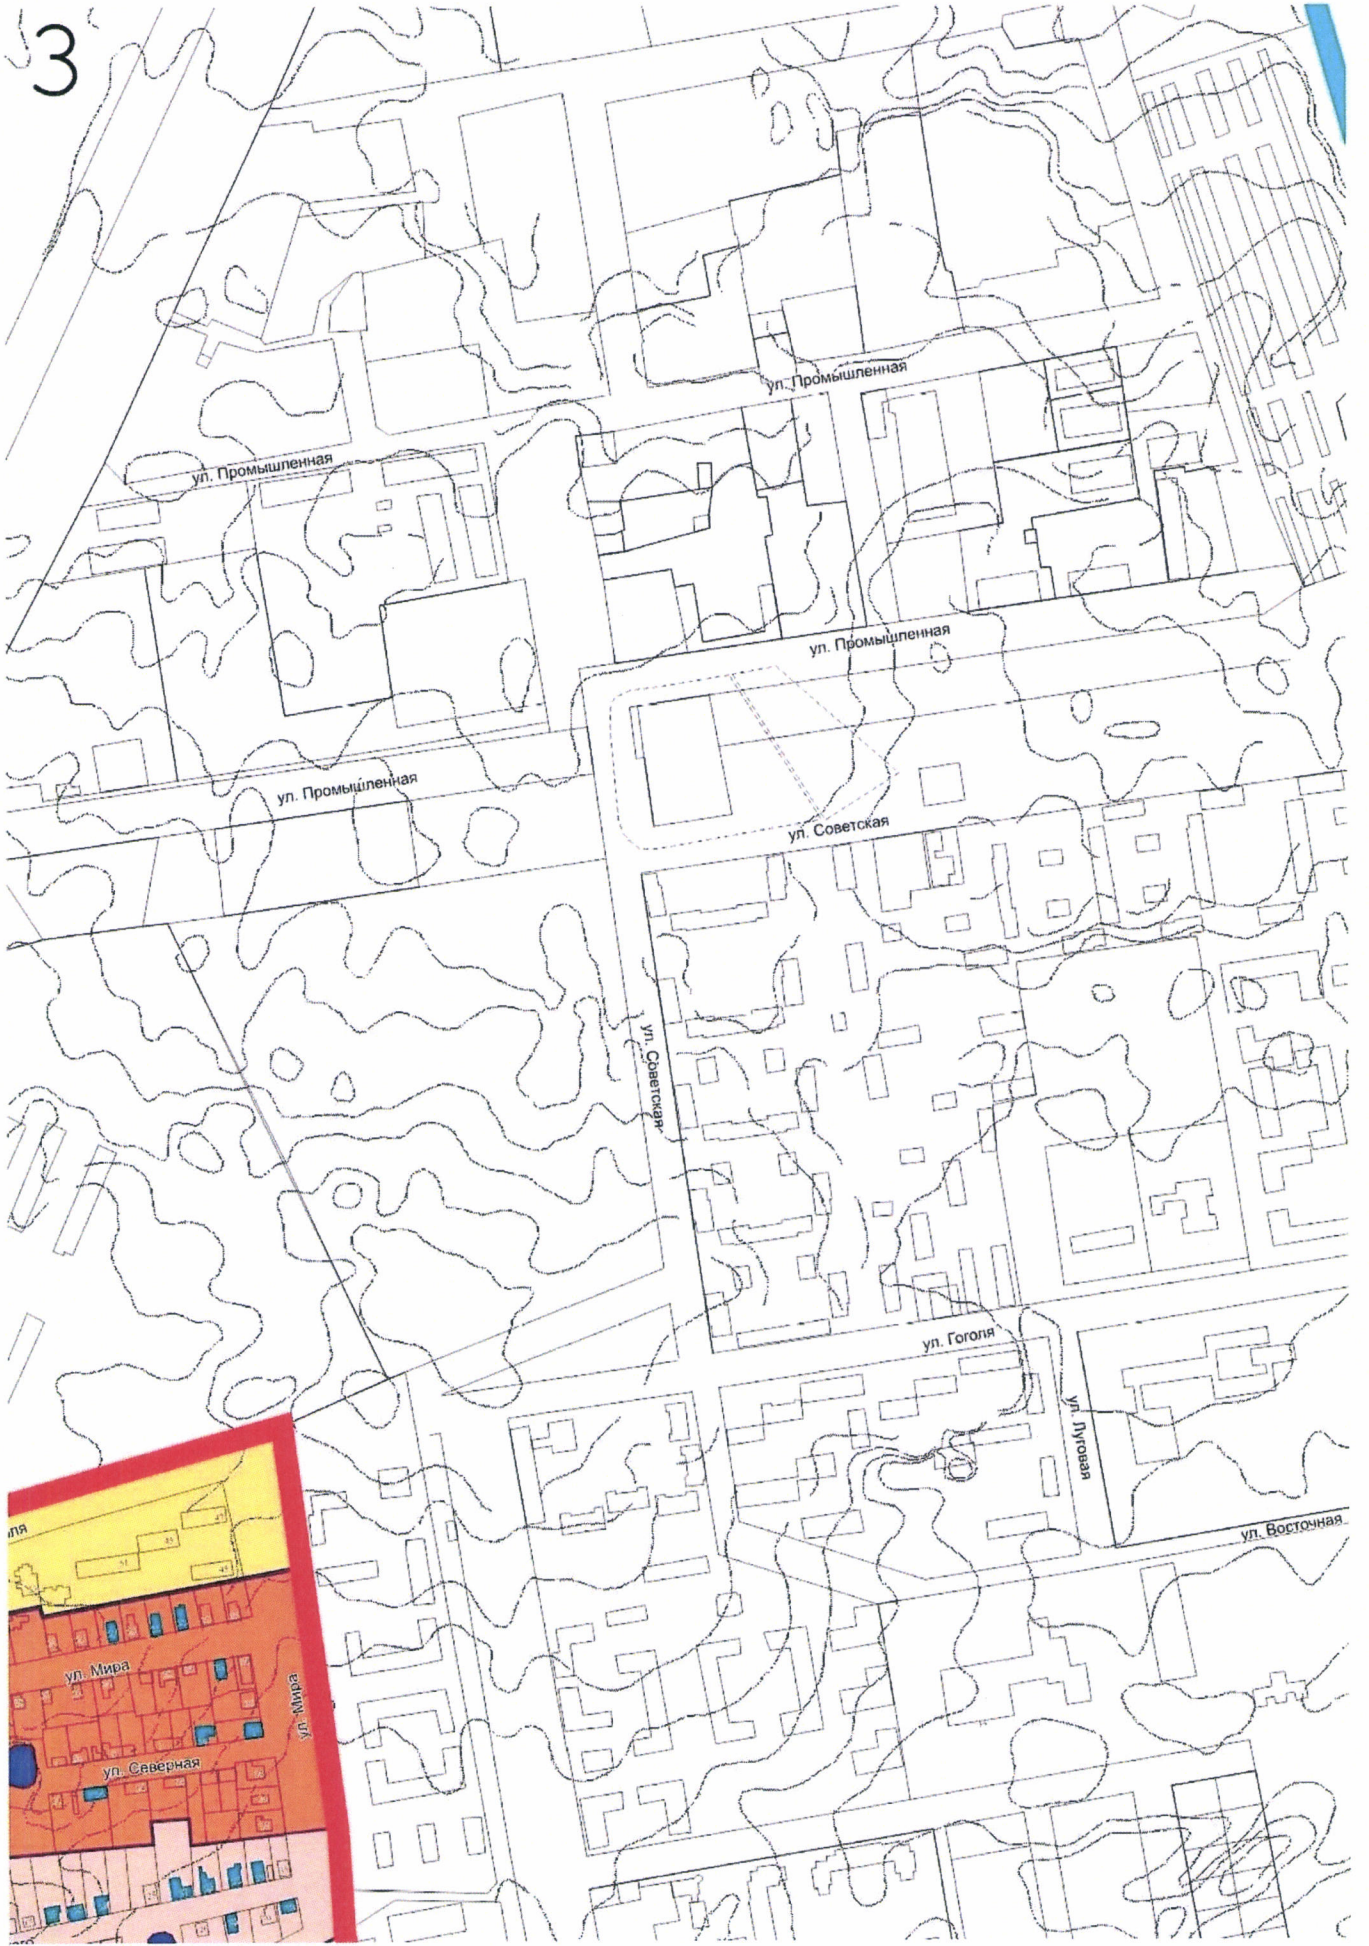 3
ул. Промышленная
ул. Промышленная
ул. Промышленная
ул. Промышленная
ул. Советская
ул. Советская
ул. Гоголя
ул. Луговая
ул. Восточная
ул. Мира
ул. Мира
ул. Северная